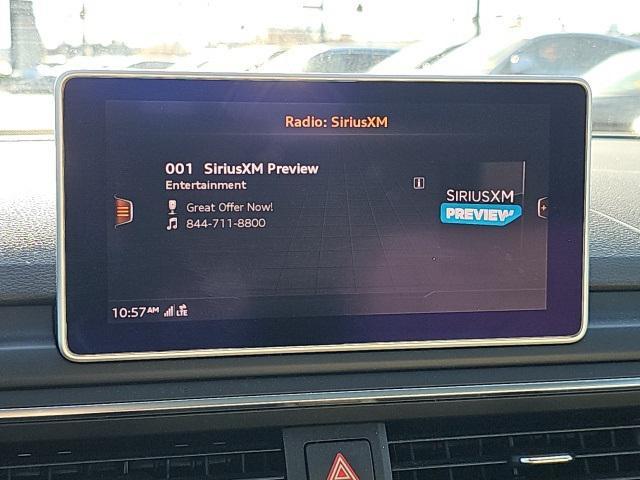 Radio: SiriusXM
001 SiriusXM Preview
Entertainment
Great Offer Now!
844-711-8800
SIRIUSXM
PREVIEW
10:57AM LTE